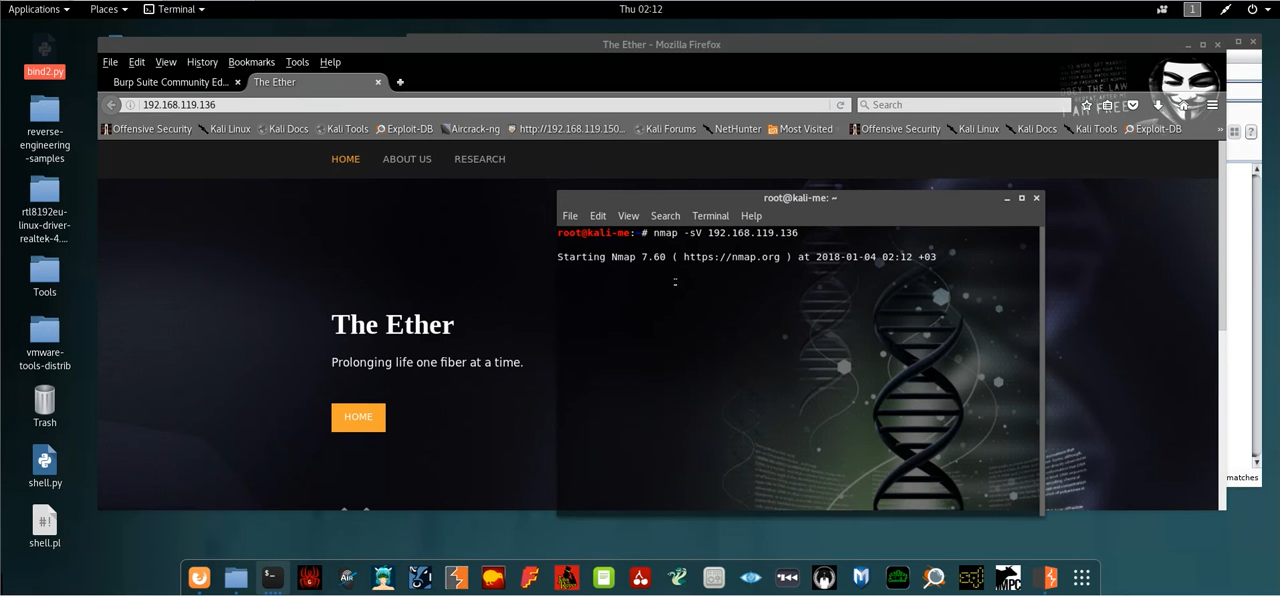 Applications Places Terminal Thu 02:12 1
bind2.py
reverse-
engineering
-samples
rtl8192eu-
linux-driver-
realtek-4....
Tools
vmware-
tools-distrib
Trash
shell.py
#!
shell.pl
The Ether - Mozilla Firefox
File Edit View History Bookmarks Tools Help
Burp Suite Community Ed... The Ether
192.168.119.136 Search
Offensive Security Kali Linux Kali Docs Kali Tools Exploit-DB Aircrack-ng http://192.168.119.150... Kali Forums NetHunter Most Visited Offensive Security Kali Linux Kali Docs Kali Tools Exploit-DB »
HOME ABOUT US RESEARCH
The Ether
Prolonging life one fiber at a time.
HOME
root@kali-me: ~
File Edit View Search Terminal Help
root@kali-me:~# nmap -sV 192.168.119.136
Starting Nmap 7.60 ( https://nmap.org ) at 2018-01-04 02:12 +03
matches